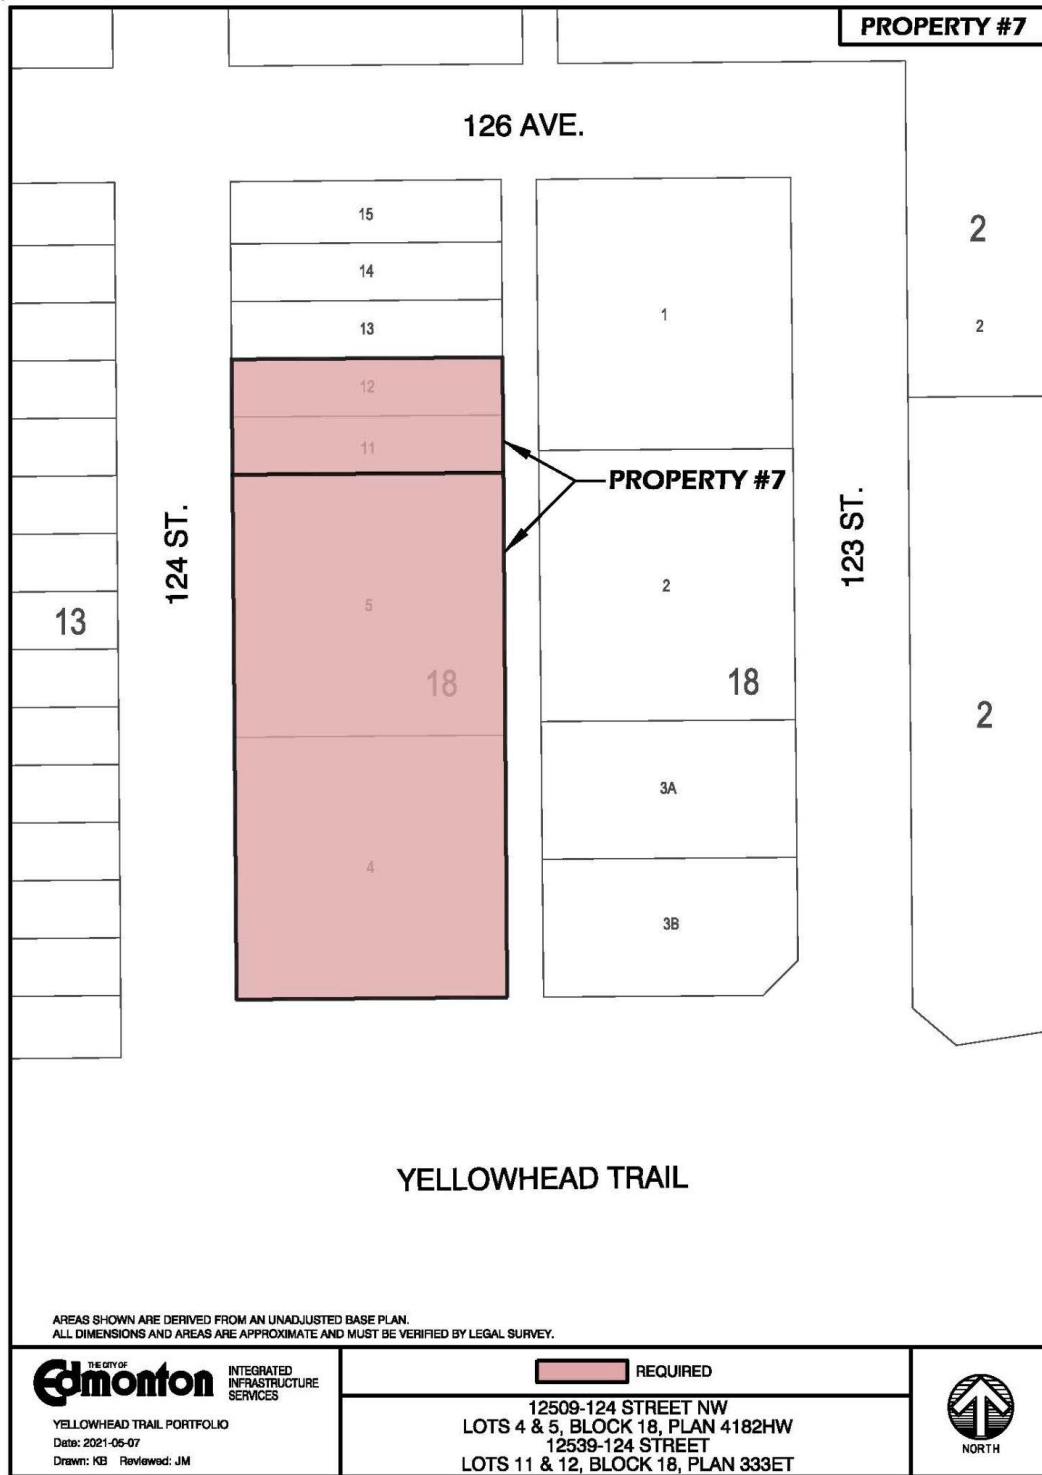 PROPERTY #7
126 AVE.
15
14
13
12
11
5
18
4
1
2
18
3A
3B
2
2
2
13
PROPERTY #7
124 ST.
123 ST.
YELLOWHEAD TRAIL
AREAS SHOWN ARE DERIVED FROM AN UNADJUSTED BASE PLAN.
ALL DIMENSIONS AND AREAS ARE APPROXIMATE AND MUST BE VERIFIED BY LEGAL SURVEY.
THE CITY OF
Edmonton
INTEGRATED
INFRASTRUCTURE
SERVICES
YELLOWHEAD TRAIL PORTFOLIO
Date: 2021-05-07
Drawn: KB Reviewed: JM
REQUIRED
12509-124 STREET NW
LOTS 4 & 5, BLOCK 18, PLAN 4182HW
12539-124 STREET
LOTS 11 & 12, BLOCK 18, PLAN 333ET
NORTH